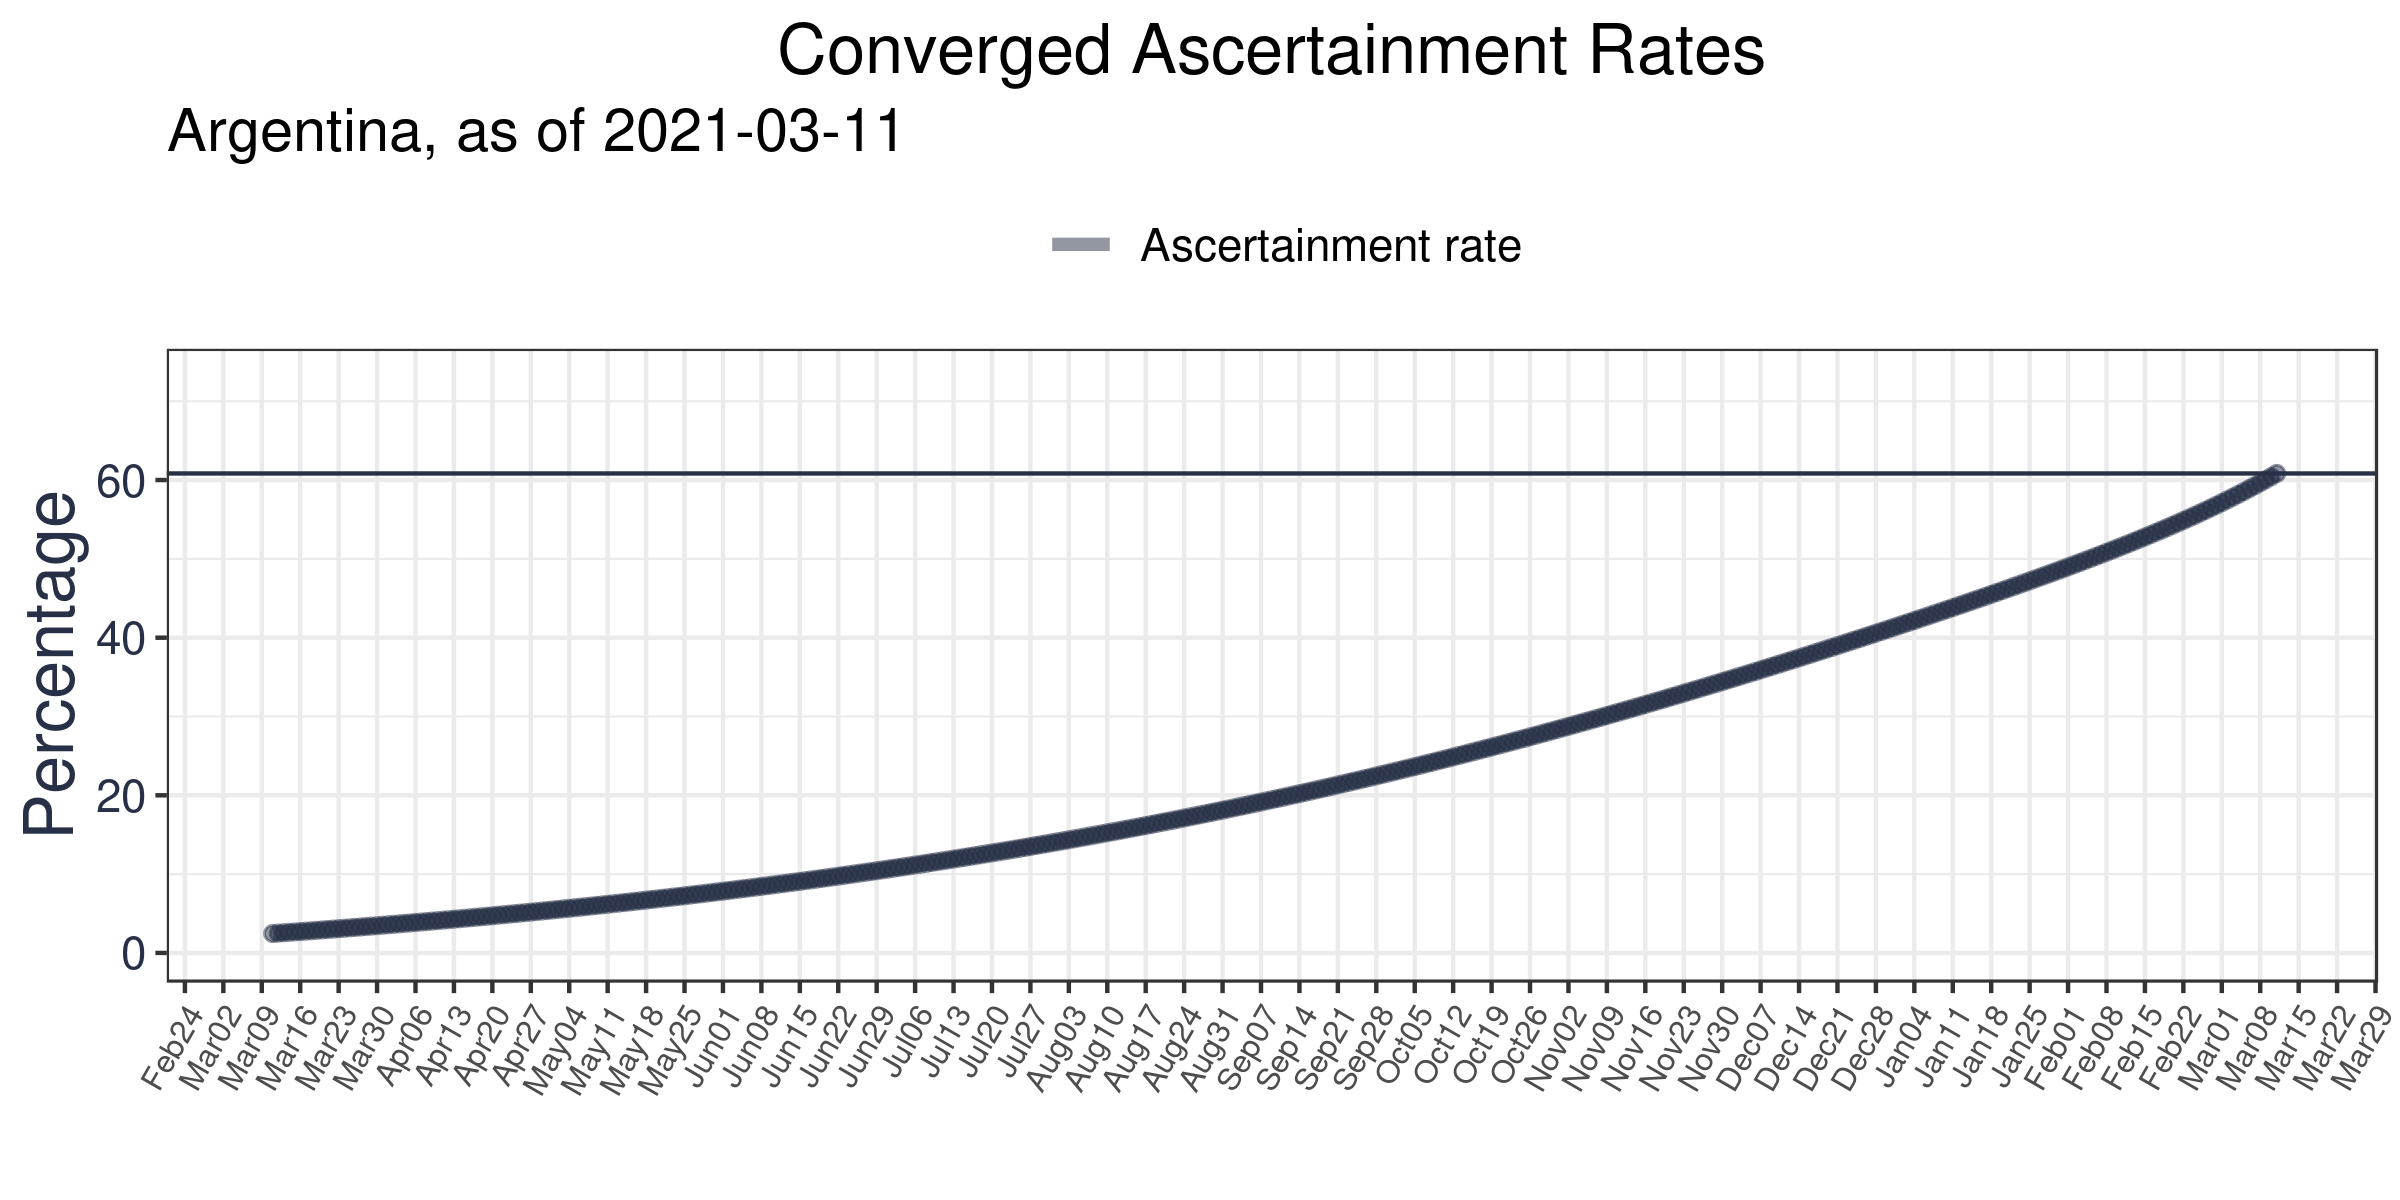 Converged Ascertainment Rates
Argentina, as of 2021-03-11
Ascertainment rate
Percentage
60
40
20
0
Feb24 Mar02 Mar09 Mar16 Mar23 Mar30 Apr06 Apr13 Apr20 Apr27 May04 May11 May18 May25 Jun01 Jun08 Jun15 Jun22 Jun29 Jul06 Jul13 Jul20 Jul27 Aug03 Aug10 Aug17 Aug24 Aug31 Sep07 Sep14 Sep21 Sep28 Oct05 Oct12 Oct19 Oct26 Nov02 Nov09 Nov16 Nov23 Nov30 Dec07 Dec14 Dec21 Dec28 Jan04 Jan11 Jan18 Jan25 Feb01 Feb08 Feb15 Feb22 Mar01 Mar08 Mar15 Mar22 Mar29